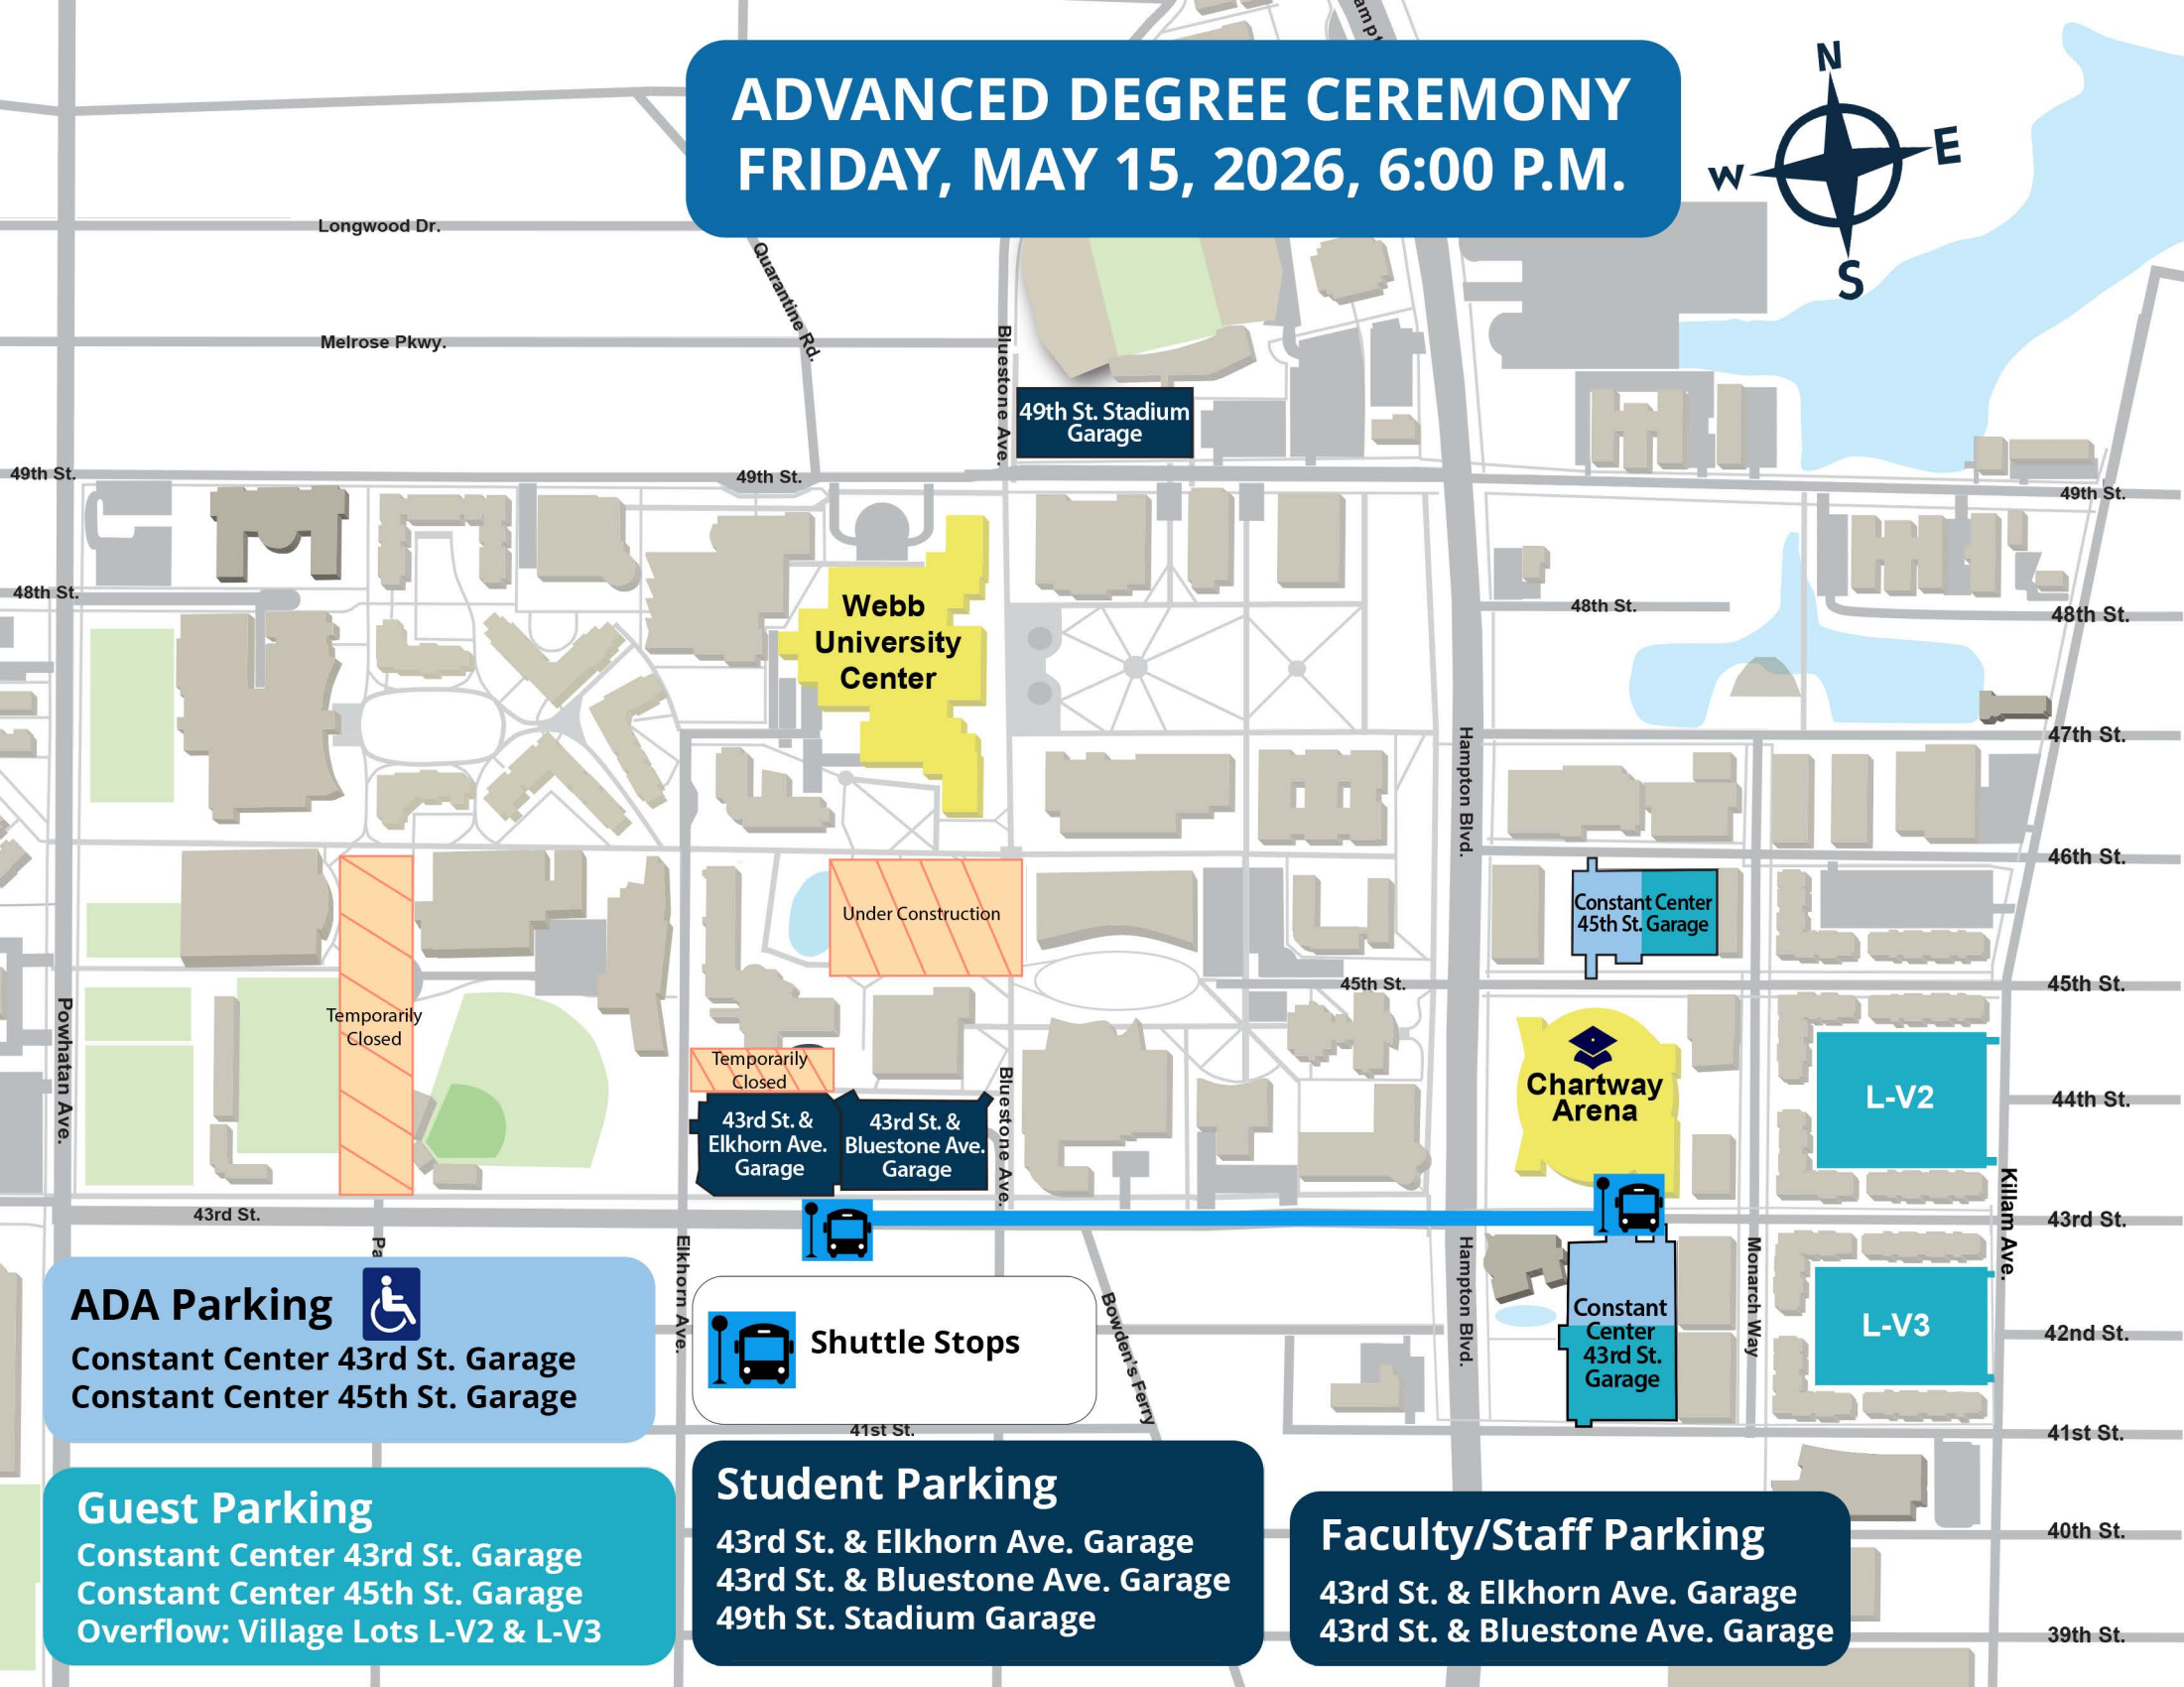 ADVANCED DEGREE CEREMONY
FRIDAY, MAY 15, 2026, 6:00 P.M.
N
E
W
S
Longwood Dr.
Quarantine Rd.
Melrose Pkwy.
Bluestone Ave.
49th St. Stadium
Garage
49th St.
49th St.
49th St.
48th St.
48th St.
48th St.
Webb
University
Center
Hampton Blvd.
47th St.
46th St.
Constant Center
45th St. Garage
Under Construction
45th St.
45th St.
Powhatan Ave.
Temporarily
Closed
Temporarily
Closed
Chartway
Arena
L-V2
44th St.
43rd St. &
Elkhorn Ave.
Garage
43rd St. &
Bluestone Ave.
Garage
Bluestone Ave.
Killam Ave.
43rd St.
43rd St.
Pa
Elkhorn Ave.
Hampton Blvd.
Monarch Way
Bowden's Ferry
Constant
Center
43rd St.
Garage
L-V3
42nd St.
41st St.
41st St.
40th St.
39th St.
ADA Parking
Constant Center 43rd St. Garage
Constant Center 45th St. Garage
Shuttle Stops
Guest Parking
Constant Center 43rd St. Garage
Constant Center 45th St. Garage
Overflow: Village Lots L-V2 & L-V3
Student Parking
43rd St. & Elkhorn Ave. Garage
43rd St. & Bluestone Ave. Garage
49th St. Stadium Garage
Faculty/Staff Parking
43rd St. & Elkhorn Ave. Garage
43rd St. & Bluestone Ave. Garage